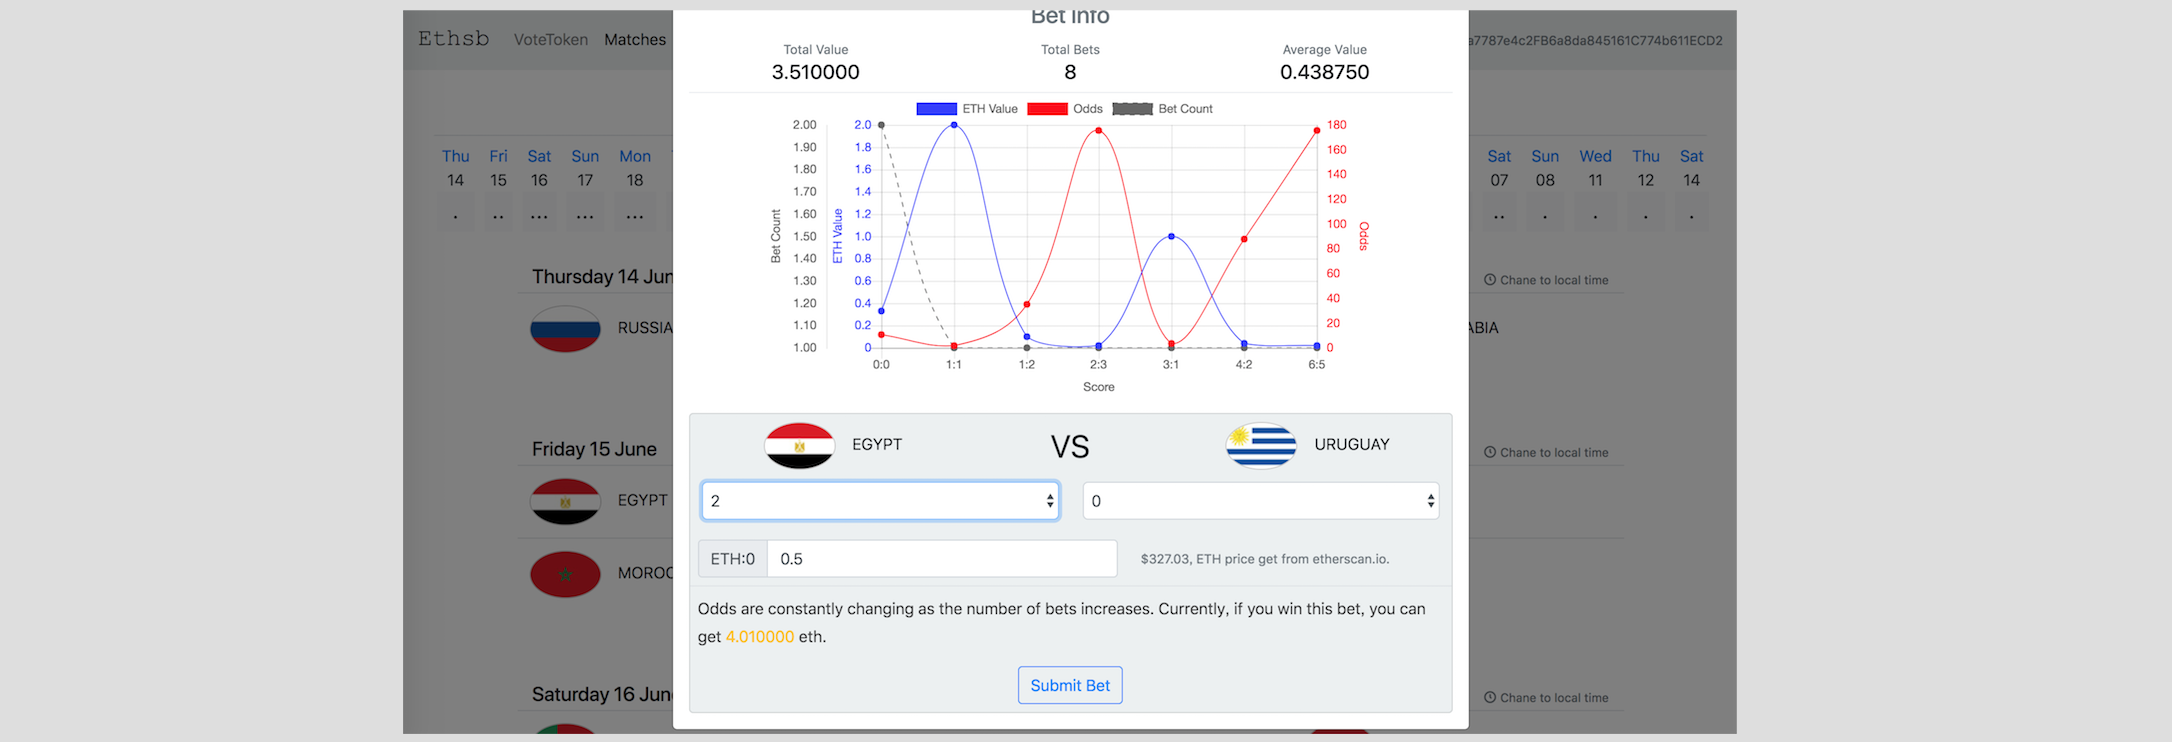 Bet Info
Ethsb VoteToken Matches
a7787e4c2FB6a8da845161C774b611ECD2
Total Value Total Bets Average Value
3.510000 8 0.438750
ETH Value Odds Bet Count
2.00 2.0 180
1.90 1.8 160
1.80 1.6 140
1.70 1.4 120
1.60 1.2 100
1.50 1.0 80
1.40 0.8 60
1.30 0.6 40
1.20 0.4 20
1.10 0.2 0
1.00 0
Bet Count
ETH Value
Odds
0:0 1:1 1:2 2:3 3:1 4:2 6:5
Score
Thu Fri Sat Sun Mon
14 15 16 17 18
. .. ... ... ...
Sat Sun Wed Thu Sat
07 08 11 12 14
.. . . . .
Thursday 14 Jun
Chane to local time
RUSSIA
ABIA
EGYPT VS URUGUAY
2 0
ETH:0 0.5 $327.03, ETH price get from etherscan.io.
Odds are constantly changing as the number of bets increases. Currently, if you win this bet, you can
get 4.010000 eth.
Submit Bet
Friday 15 June
Chane to local time
EGYPT
MOROC
Saturday 16 Jun
Chane to local time